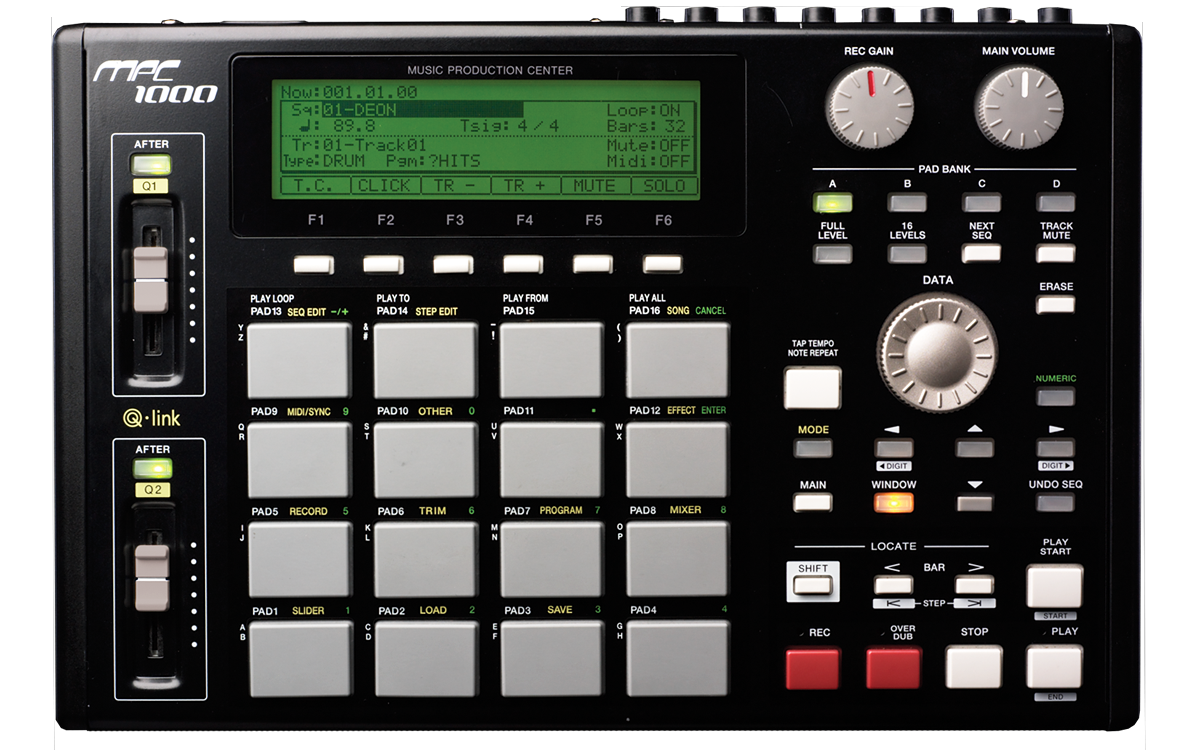 MPC
1000
MUSIC PRODUCTION CENTER
Now:001.01.00
Sq:01-DEON Loop:ON
♩: 89.8 Tsig: 4/4 Bars: 32
Tr:01-Track01 Mute:OFF
Type:DRUM Pgm:?HITS Midi:OFF
T.C. CLICK TR - TR + MUTE SOLO
F1 F2 F3 F4 F5 F6
REC GAIN MAIN VOLUME
PAD BANK
A B C D
FULL LEVEL
16 LEVELS
NEXT SEQ
TRACK MUTE
DATA
ERASE
TAP TEMPO
NOTE REPEAT
NUMERIC
MODE
◄ ▲ ►
◄DIGIT DIGIT►
MAIN WINDOW ▼ UNDO SEQ
LOCATE
SHIFT
< BAR >
|< STEP >|
PLAY START
START
REC
OVER DUB
STOP
PLAY
END
AFTER
Q1
Q·link
AFTER
Q2
PLAY LOOP PLAY TO PLAY FROM PLAY ALL
PAD13 SEQ EDIT -/+ PAD14 STEP EDIT PAD15 PAD16 SONG CANCEL
Y & – (
Z # ! )
PAD9 MIDI/SYNC 9 PAD10 OTHER 0 PAD11 • PAD12 EFFECT ENTER
Q S U W
R T V X
PAD5 RECORD 5 PAD6 TRIM 6 PAD7 PROGRAM 7 PAD8 MIXER 8
I K M O
J L N P
PAD1 SLIDER 1 PAD2 LOAD 2 PAD3 SAVE 3 PAD4 4
A C E G
B D F H